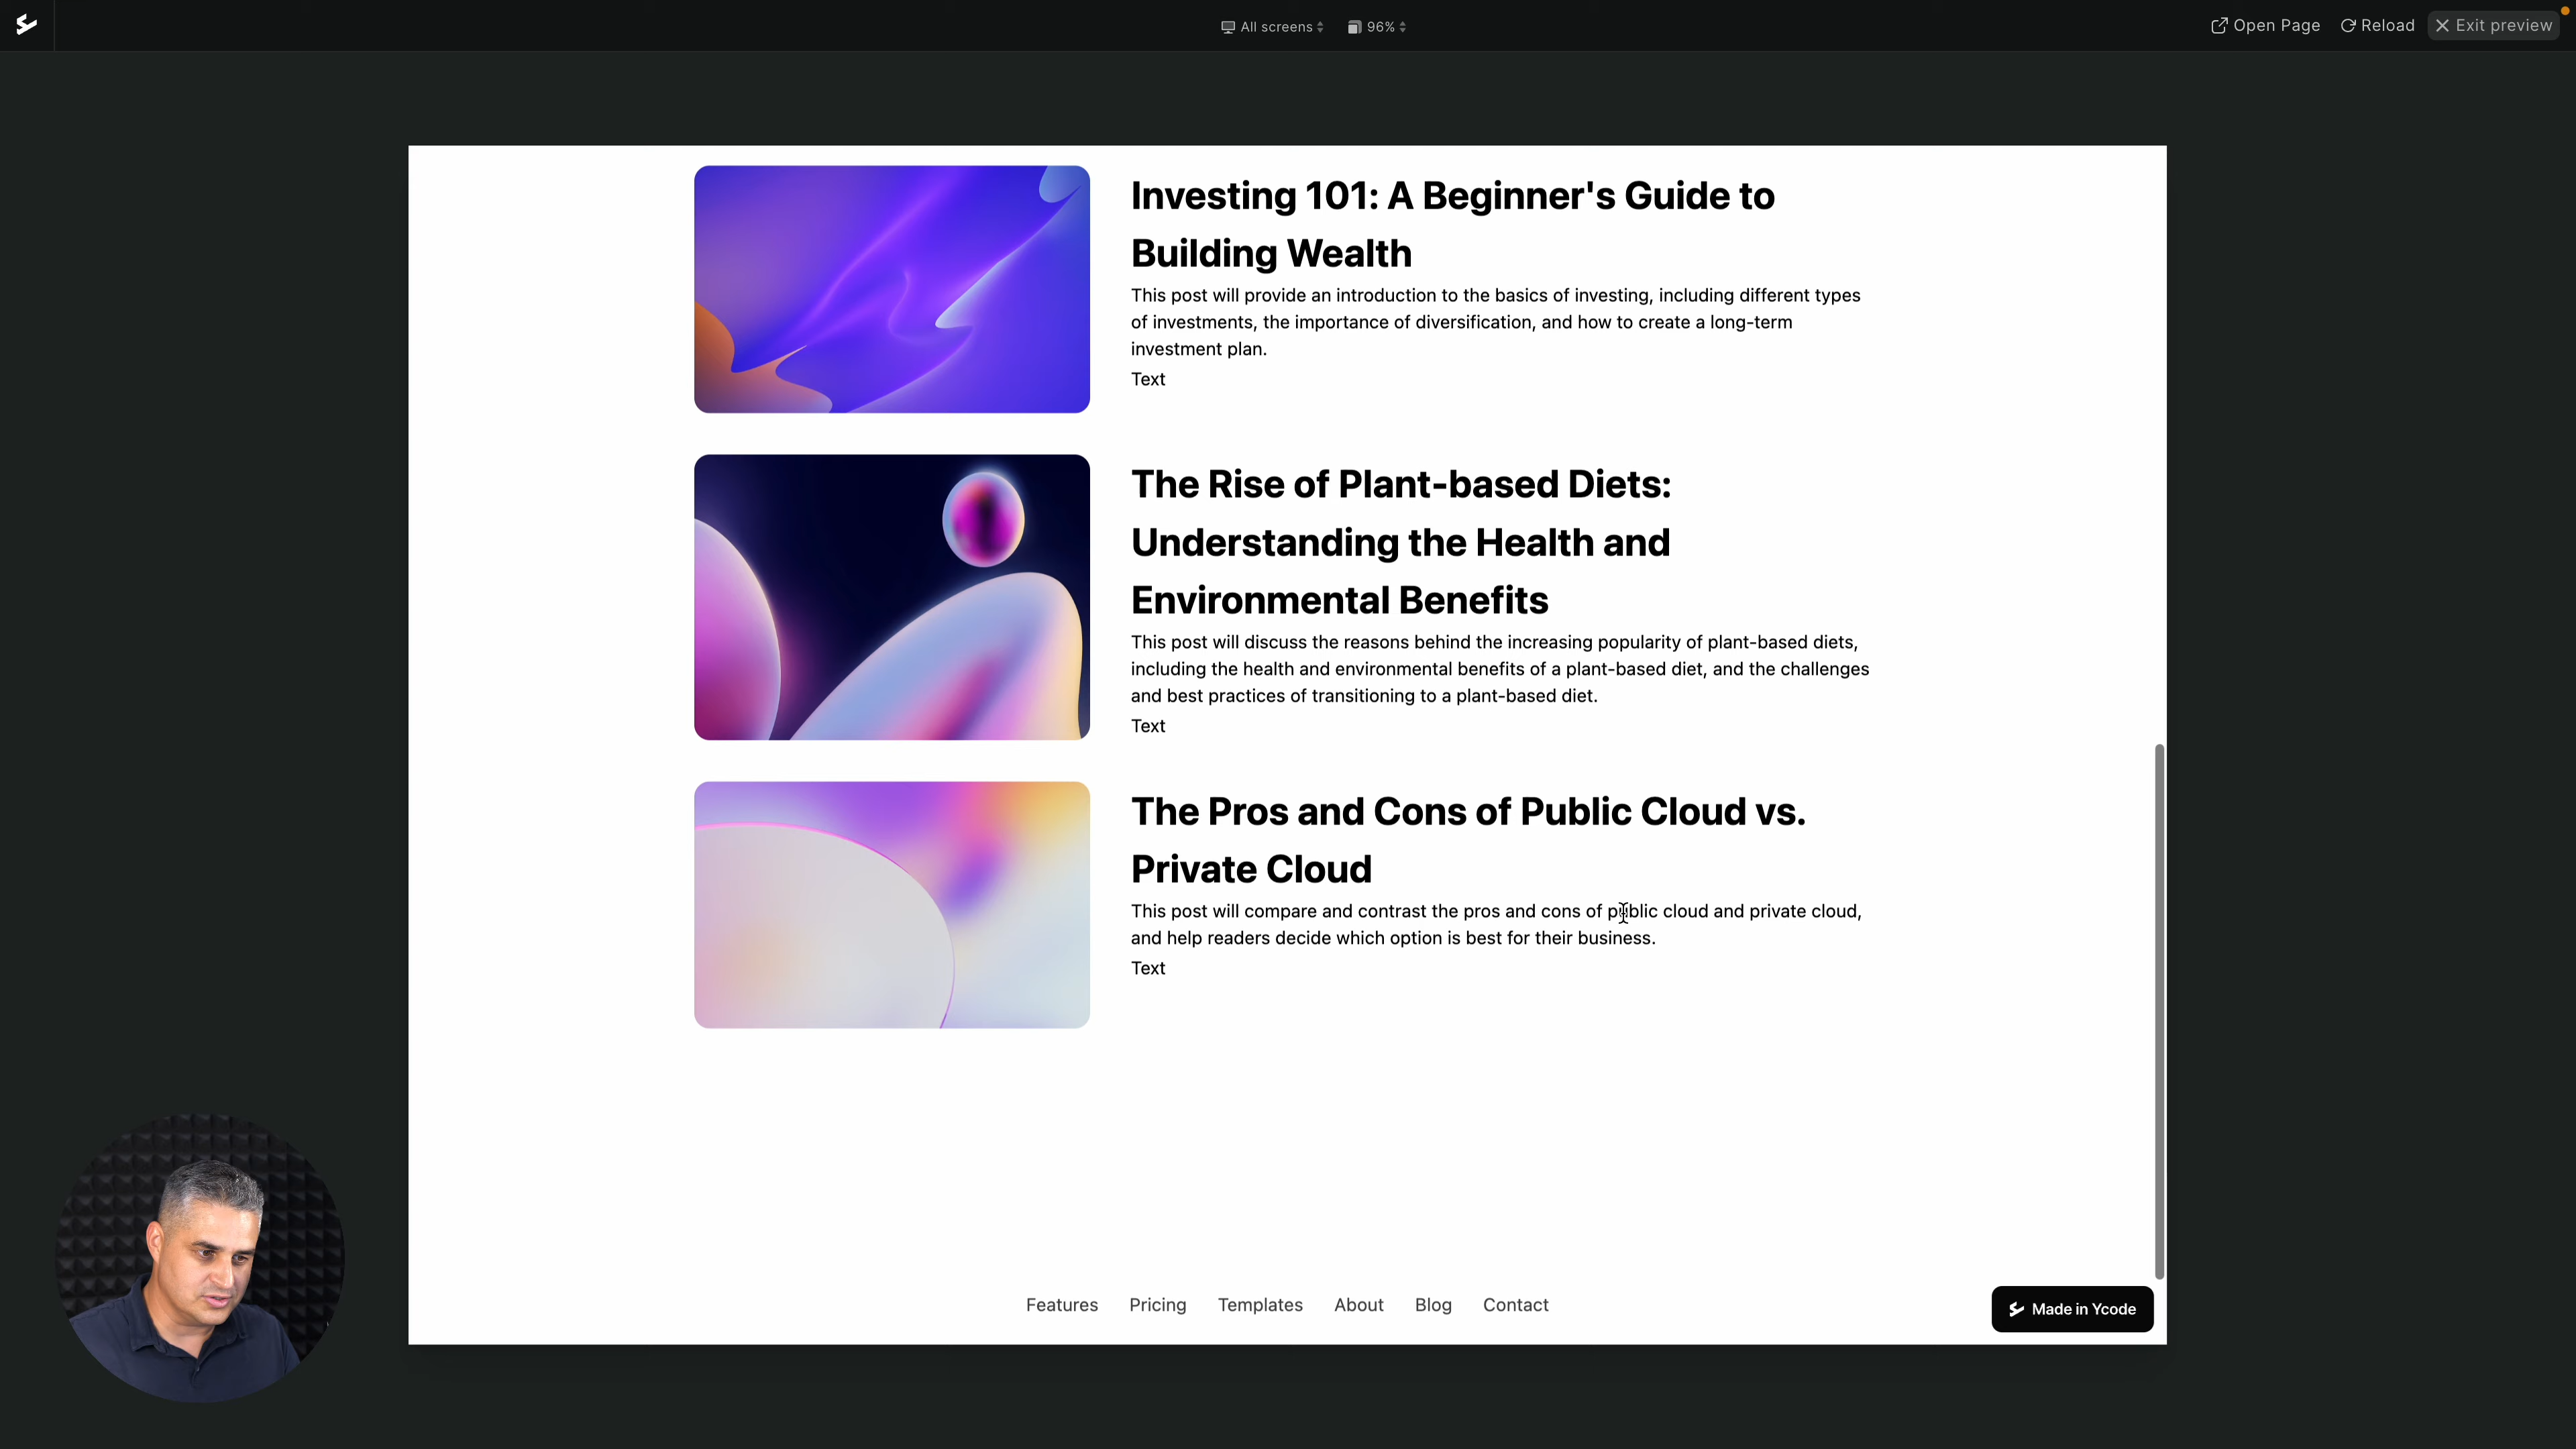 All screens
96%
Open Page
Reload
Exit preview
Investing 101: A Beginner's Guide to
Building Wealth
This post will provide an introduction to the basics of investing, including different types
of investments, the importance of diversification, and how to create a long-term
investment plan.
Text
The Rise of Plant-based Diets:
Understanding the Health and
Environmental Benefits
This post will discuss the reasons behind the increasing popularity of plant-based diets,
including the health and environmental benefits of a plant-based diet, and the challenges
and best practices of transitioning to a plant-based diet.
Text
The Pros and Cons of Public Cloud vs.
Private Cloud
This post will compare and contrast the pros and cons of public cloud and private cloud,
and help readers decide which option is best for their business.
Text
Features
Pricing
Templates
About
Blog
Contact
Made in Ycode